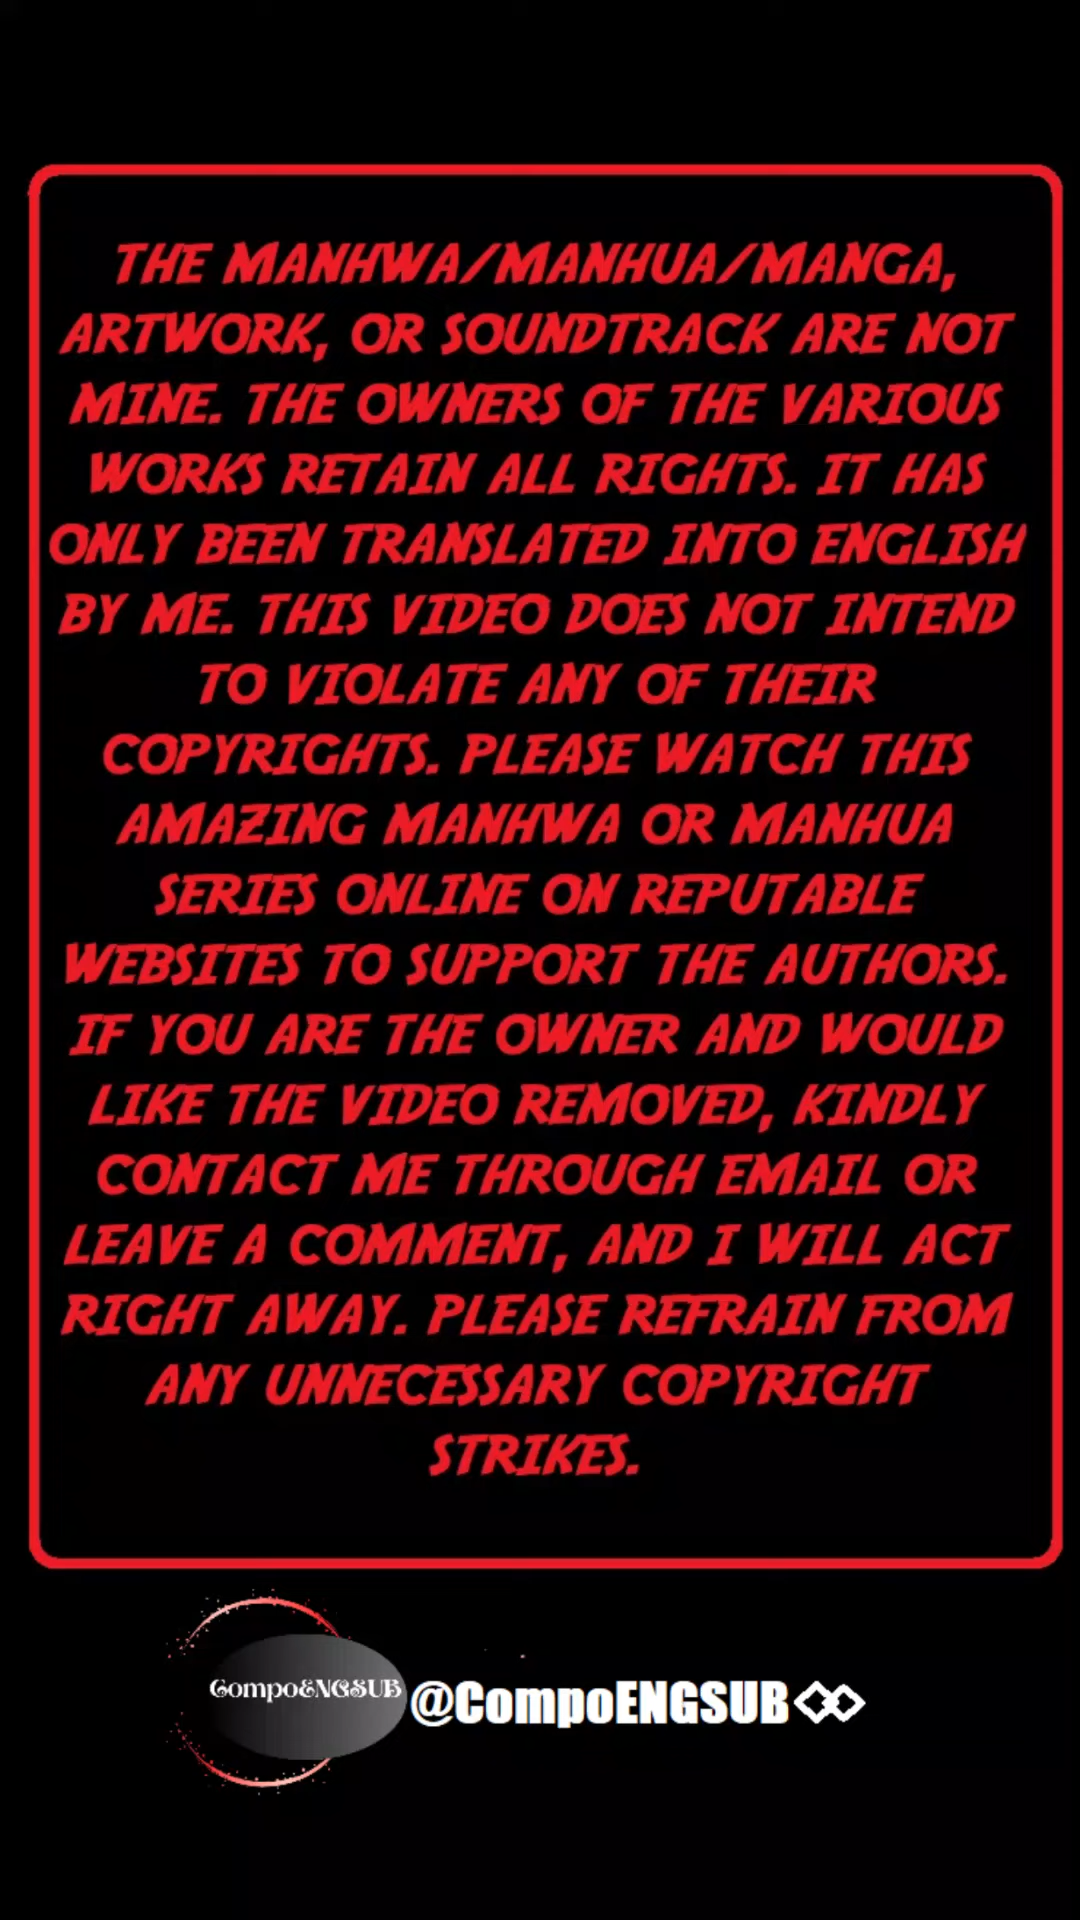 THE MANHWA/MANHUA/MANGA,
ARTWORK, OR SOUNDTRACK ARE NOT
MINE. THE OWNERS OF THE VARIOUS
WORKS RETAIN ALL RIGHTS. IT HAS
ONLY BEEN TRANSLATED INTO ENGLISH
BY ME. THIS VIDEO DOES NOT INTEND
TO VIOLATE ANY OF THEIR
COPYRIGHTS. PLEASE WATCH THIS
AMAZING MANHWA OR MANHUA
SERIES ONLINE ON REPUTABLE
WEBSITES TO SUPPORT THE AUTHORS.
IF YOU ARE THE OWNER AND WOULD
LIKE THE VIDEO REMOVED, KINDLY
CONTACT ME THROUGH EMAIL OR
LEAVE A COMMENT, AND I WILL ACT
RIGHT AWAY. PLEASE REFRAIN FROM
ANY UNNECESSARY COPYRIGHT
STRIKES.
CompoENGSUB
@CompoENGSUB